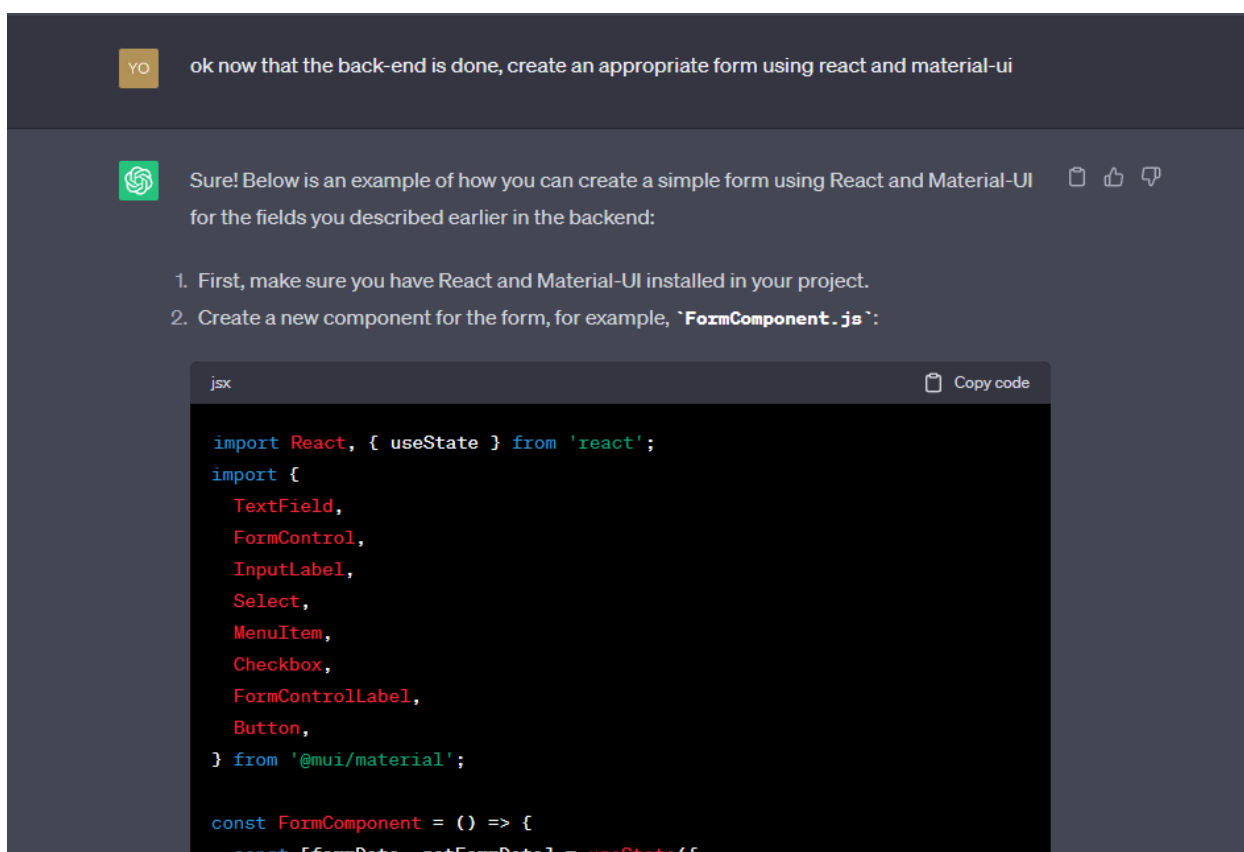 YO
ok now that the back-end is done, create an appropriate form using react and material-ui
Sure! Below is an example of how you can create a simple form using React and Material-UI
for the fields you described earlier in the backend:
1. First, make sure you have React and Material-UI installed in your project.
2. Create a new component for the form, for example, `FormComponent.js`:
jsx
Copy code
import React, { useState } from 'react';
import {
  TextField,
  FormControl,
  InputLabel,
  Select,
  MenuItem,
  Checkbox,
  FormControlLabel,
  Button,
} from '@mui/material';
const FormComponent = () => {
  const [formData, setFormData] = useState({